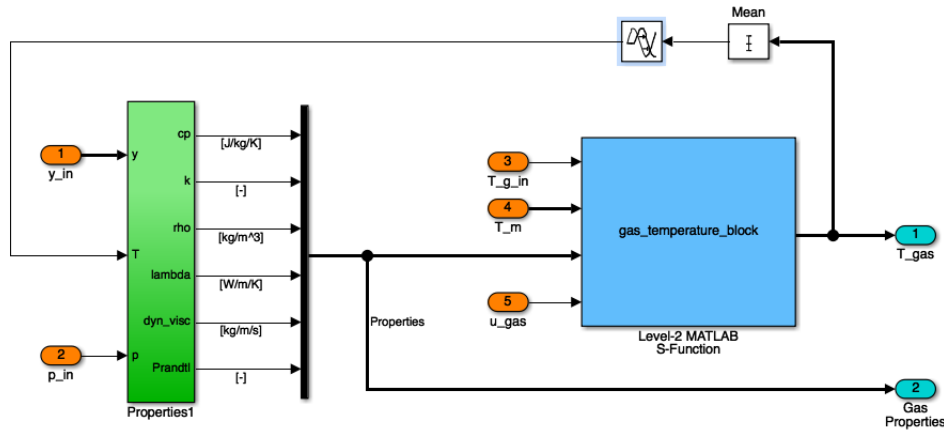 Mean
1
y_in
2
p_in
y
T
p
cp
k
rho
lambda
dyn_visc
Prandtl
Properties1
[J/kg/K]
[-]
[kg/m^3]
[W/m/K]
[kg/m/s]
[-]
Properties
3
T_g_in
4
T_m
5
u_gas
gas_temperature_block
Level-2 MATLAB
S-Function
1
T_gas
2
Gas
Properties